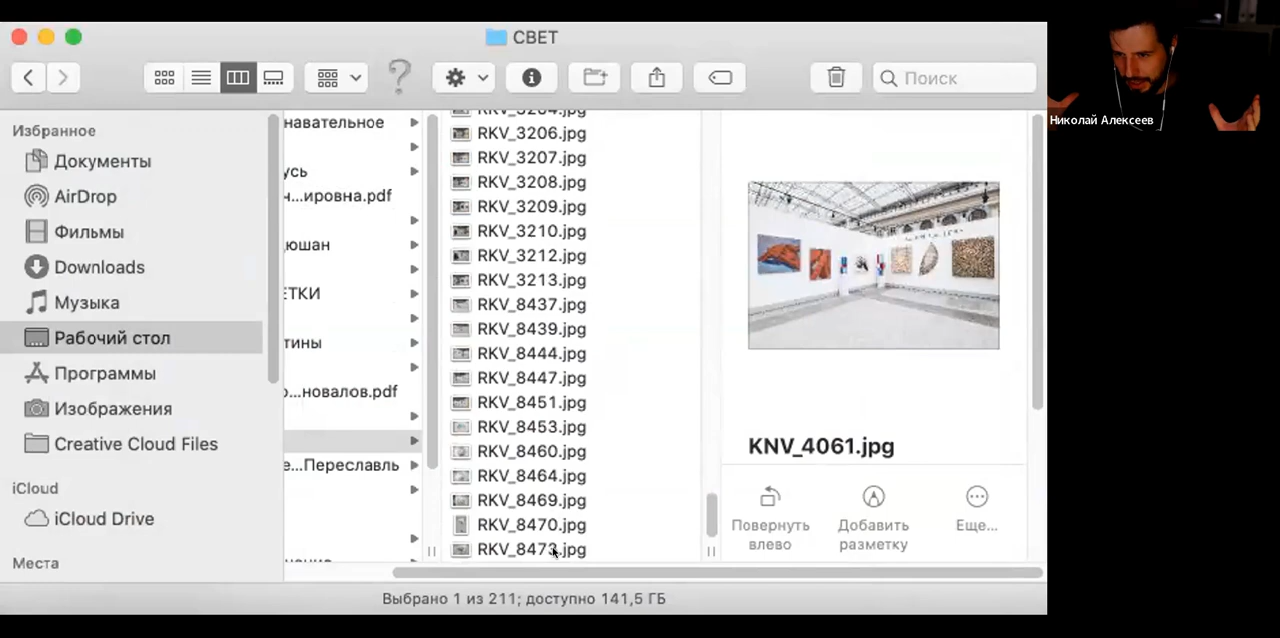 СВЕТ
Поиск
Избранное
Документы
AirDrop
Фильмы
Downloads
Музыка
Рабочий стол
Программы
Изображения
Creative Cloud Files
iCloud
iCloud Drive
Места
навательное
усь
ч...ировна.pdf
дюшан
ЕТКИ
тины
о...новалов.pdf
е...Переславль
RKV_3204.jpg
RKV_3206.jpg
RKV_3207.jpg
RKV_3208.jpg
RKV_3209.jpg
RKV_3210.jpg
RKV_3212.jpg
RKV_3213.jpg
RKV_8437.jpg
RKV_8439.jpg
RKV_8444.jpg
RKV_8447.jpg
RKV_8451.jpg
RKV_8453.jpg
RKV_8460.jpg
RKV_8464.jpg
RKV_8469.jpg
RKV_8470.jpg
RKV_8473.jpg
KNV_4061.jpg
Повернуть влево
Добавить разметку
Еще...
Выбрано 1 из 211; доступно 141,5 ГБ
Николай Алексеев